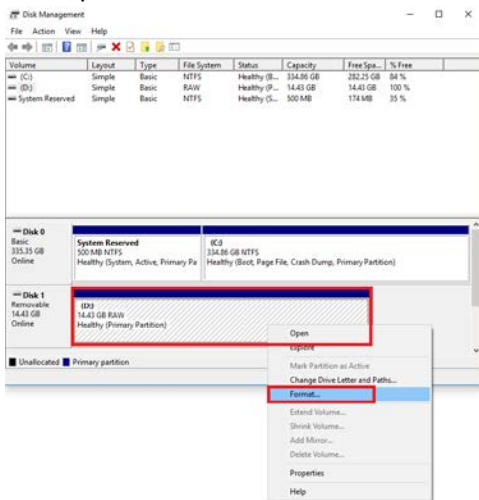 Disk Management
File Action View Help
Volume Layout Type File System Status Capacity Free Spa... % Free
(C:) Simple Basic NTFS Healthy (B... 334.86 GB 282.25 GB 84 %
(D:) Simple Basic RAW Healthy (P... 14.43 GB 14.43 GB 100 %
System Reserved Simple Basic NTFS Healthy (S... 500 MB 174 MB 35 %
Disk 0
Basic
335.35 GB
Online
System Reserved
500 MB NTFS
Healthy (System, Active, Primary Pa
(C:)
334.86 GB NTFS
Healthy (Boot, Page File, Crash Dump, Primary Partition)
Disk 1
Removable
14.43 GB
Online
(D:)
14.43 GB RAW
Healthy (Primary Partition)
Unallocated Primary partition
Open
Explore
Mark Partition as Active
Change Drive Letter and Paths...
Format...
Extend Volume...
Shrink Volume...
Add Mirror...
Delete Volume...
Properties
Help